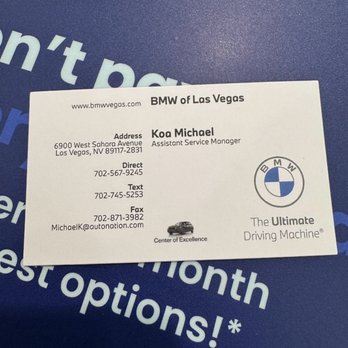 n't pa
www.bmwvegas.com BMW of Las Vegas
Address
6900 West Sahara Avenue
Las Vegas, NV 89117-2831
Koa Michael
Assistant Service Manager
Direct
702-567-9245
Text
702-745-5253
Fax
702-871-3982
MichaelK@autonation.com
Center of Excellence
BMW
The Ultimate
Driving Machine®
month
est options!*